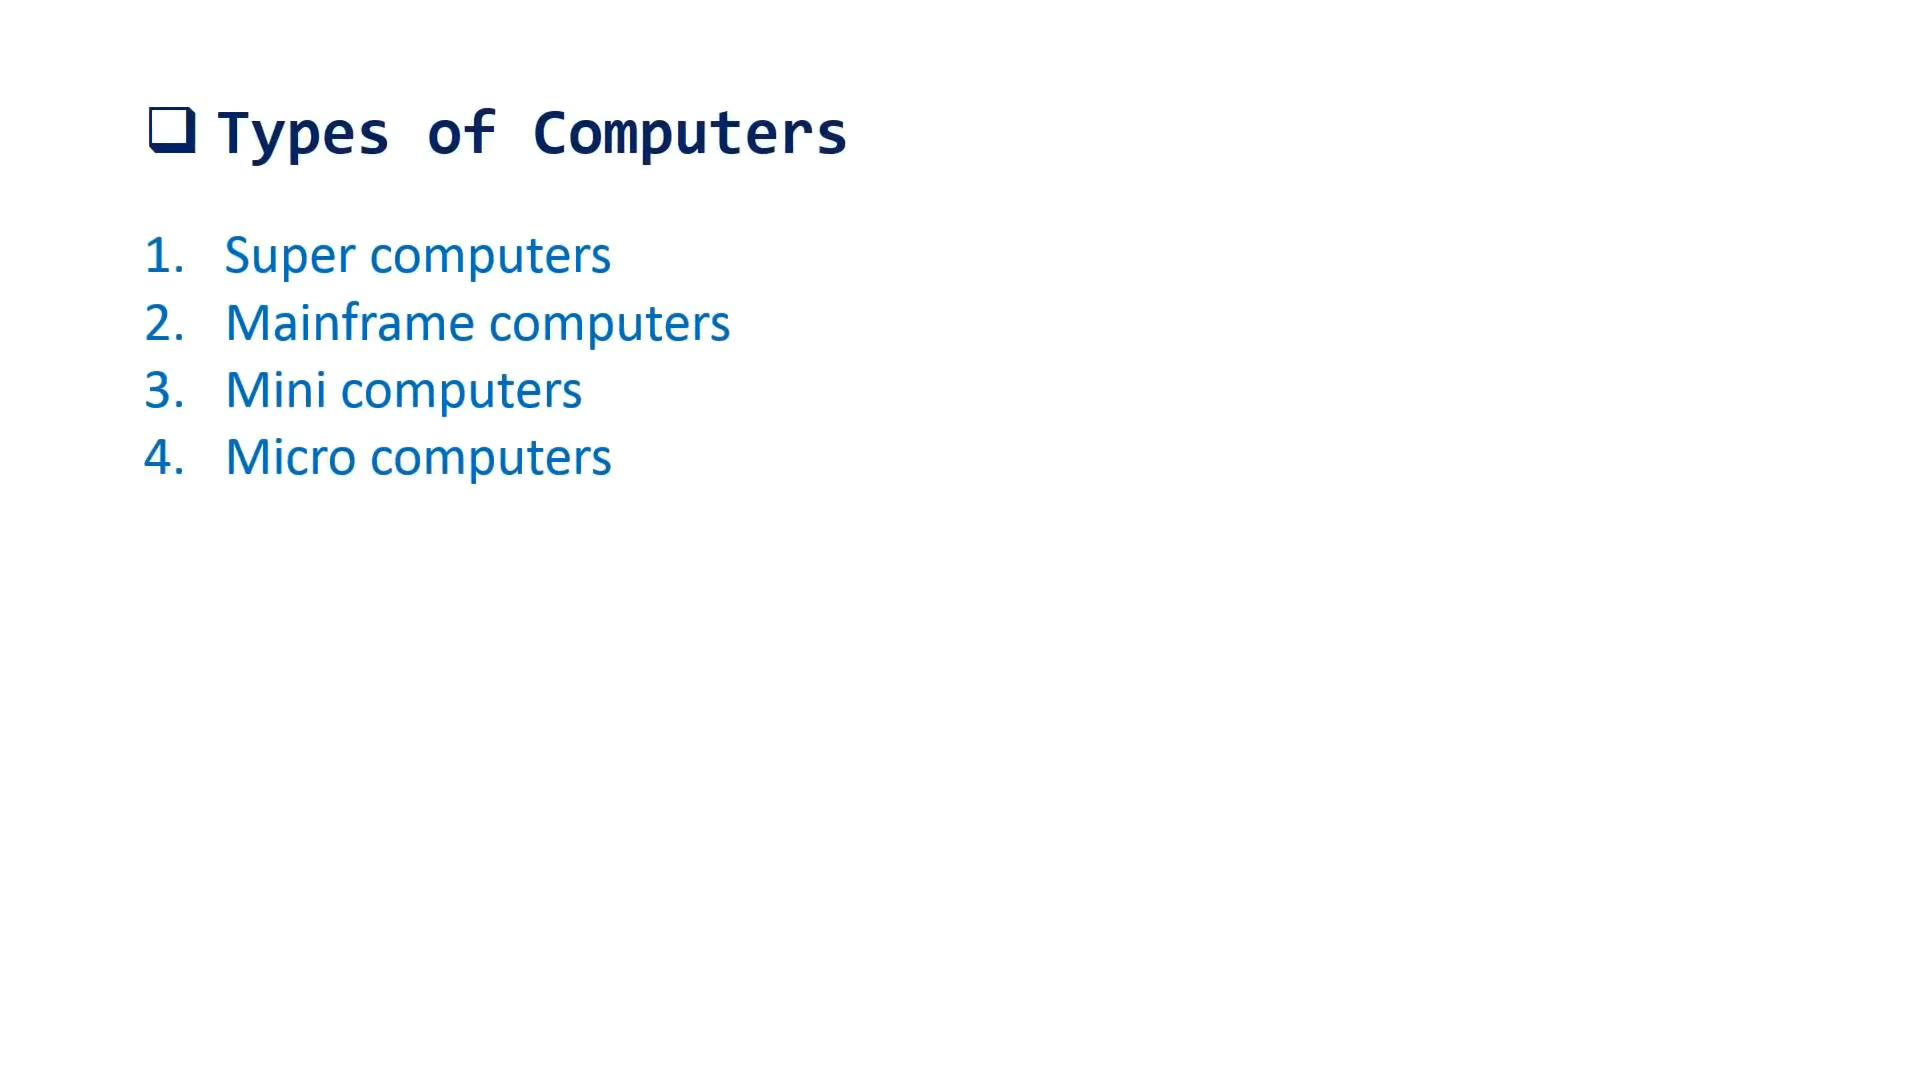 ❑ Types of Computers
1. Super computers
2. Mainframe computers
3. Mini computers
4. Micro computers